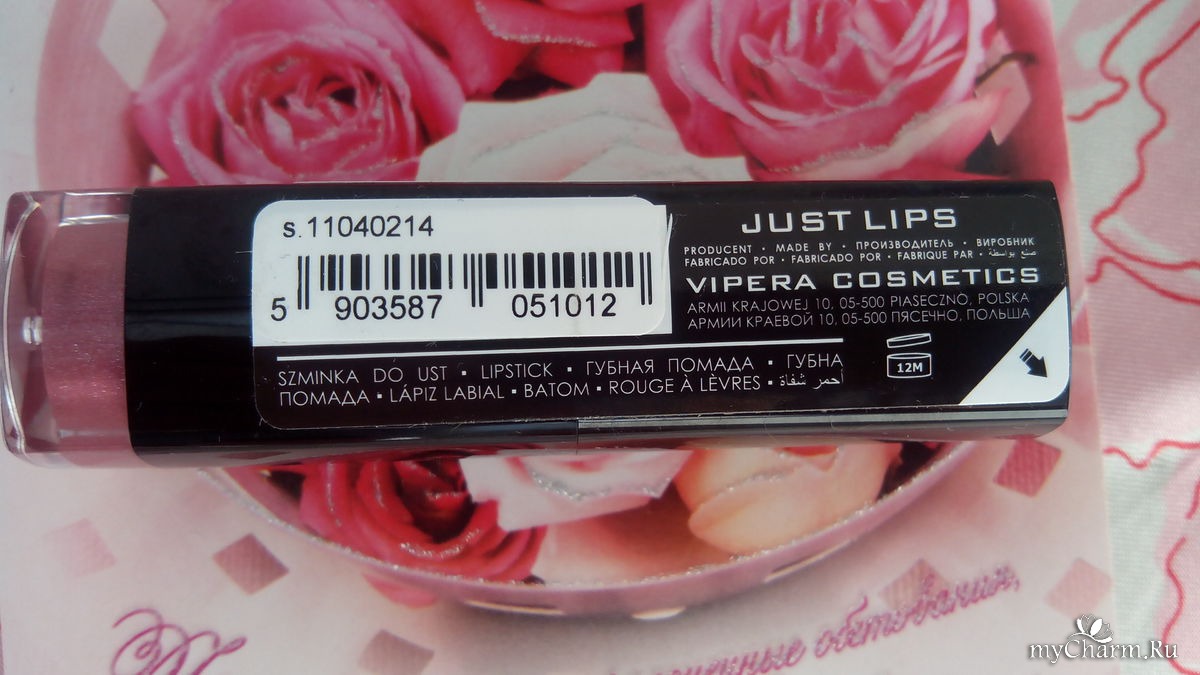 s.11040214
5 903587 051012
JUST LIPS
PRODUCENT • MADE BY • ПРОИЗВОДИТЕЛЬ • ВИРОБНИК
FABRICADO POR • FABRICADO POR • FABRIQUE PAR • صنع بواسطة
VIPERA COSMETICS
ARMII KRAJOWEJ 10, 05-500 PIASECZNO, POLSKA
АРМИИ КРАЕВОЙ 10, 05-500 ПЯСЕЧНО, ПОЛЬША
SZMINKA DO UST • LIPSTICK • ГУБНАЯ ПОМАДА • ГУБНА
ПОМАДА • LÁPIZ LABIAL • BATOM • ROUGE À LÈVRES • أحمر شفاة
12M
myCharm.Ru